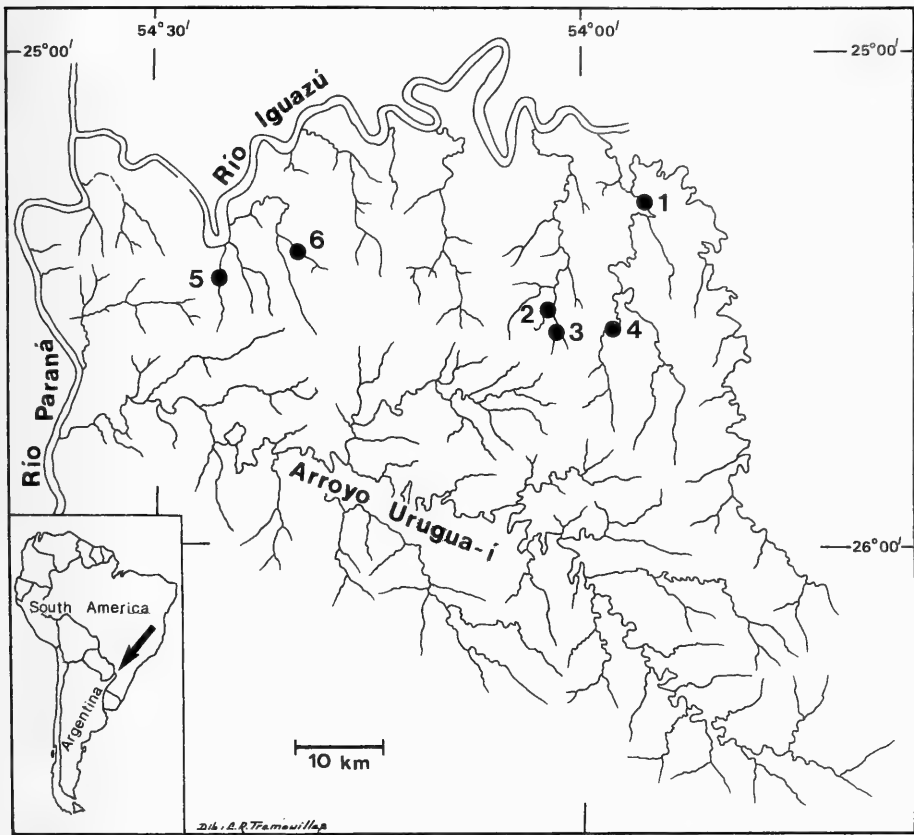 54°30′
54°00′
25°00′
25°00′
Río Iguazú
1
6
5
2
3
4
Río Paraná
Arroyo Urugua-í
26°00′
South America
Argentina
10 km
Dib: E.R.Tremouilles